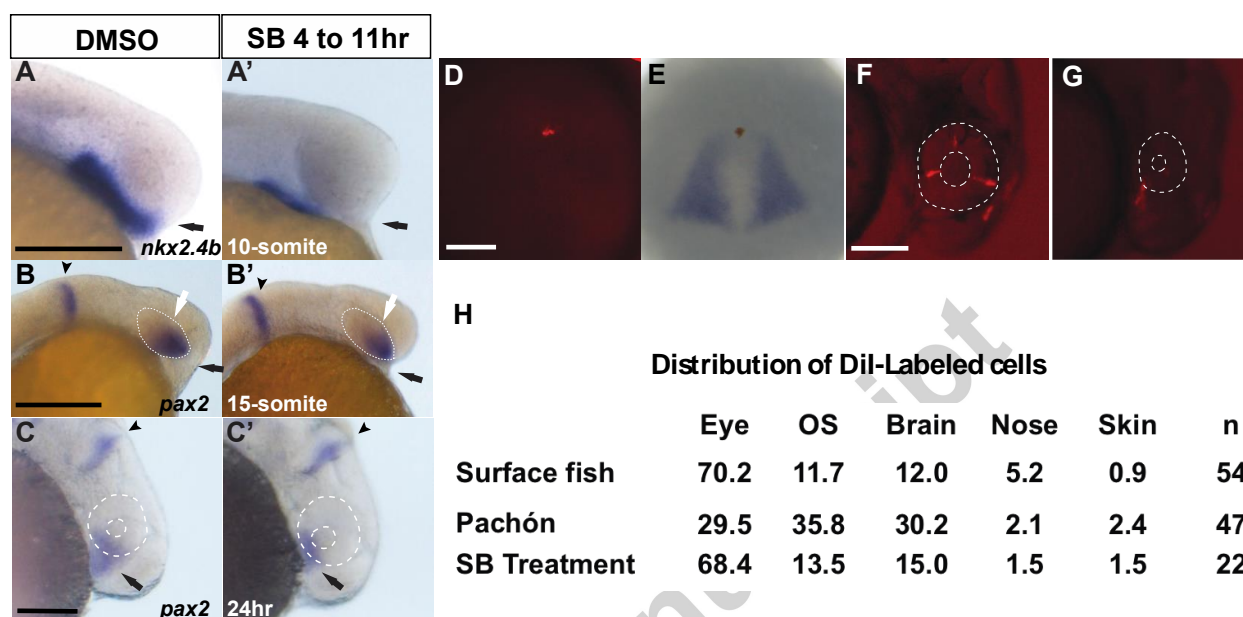 DMSO
SB 4 to 11hr
A
nkx2.4b
A'
10-somite
B
pax2
B'
15-somite
C
pax2
C'
24hr
D
E
F
G
H
Distribution of DiI-Labeled cells
Eye OS Brain Nose Skin n
Surface fish 70.2 11.7 12.0 5.2 0.9 54
Pachón 29.5 35.8 30.2 2.1 2.4 47
SB Treatment 68.4 13.5 15.0 1.5 1.5 22